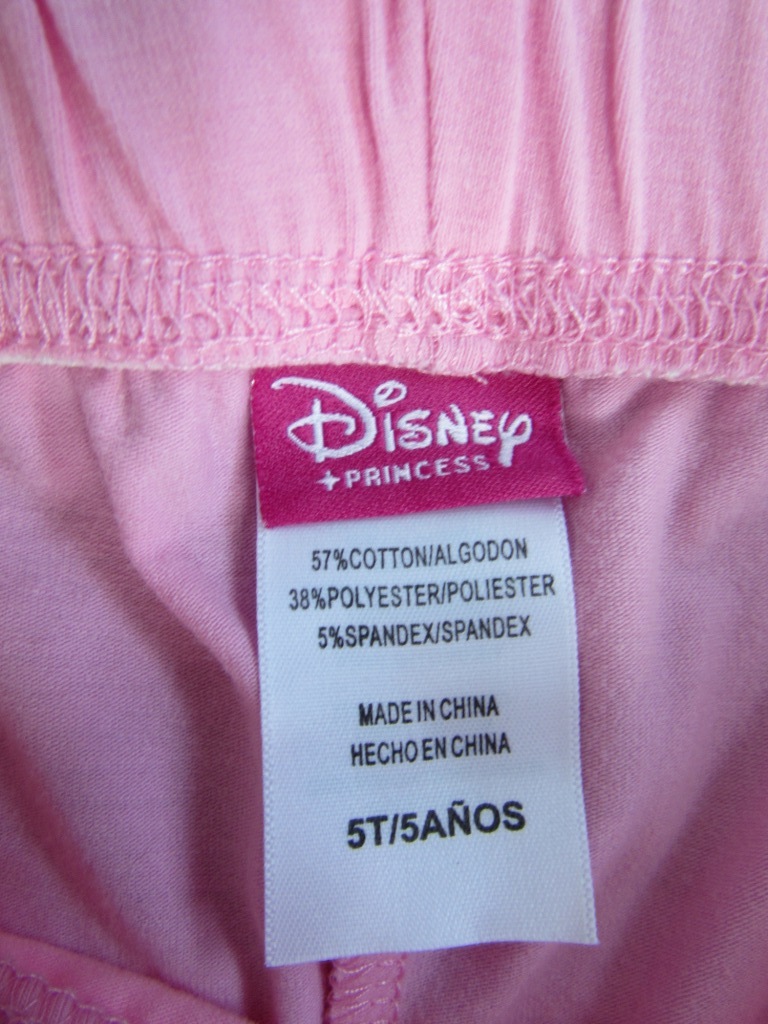 Disney
PRINCESS
57%COTTON/ALGODON
38%POLYESTER/POLIESTER
5%SPANDEX/SPANDEX
MADE IN CHINA
HECHO EN CHINA
5T/5AÑOS